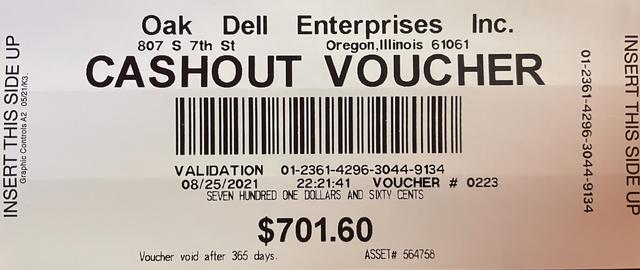 Oak Dell Enterprises Inc.
807 S 7th St Oregon,Illinois 61061
CASHOUT VOUCHER
INSERT THIS SIDE UP
Graphic Controls A2 05/21/K3.
VALIDATION 01-2361-4296-3044-9134
08/25/2021 22:21:41 VOUCHER # 0223
SEVEN HUNDRED ONE DOLLARS AND SIXTY CENTS
$701.60
Voucher void after 365 days. ASSET# 564758
01-2361-4296-3044-9134
INSERT THIS SIDE UP